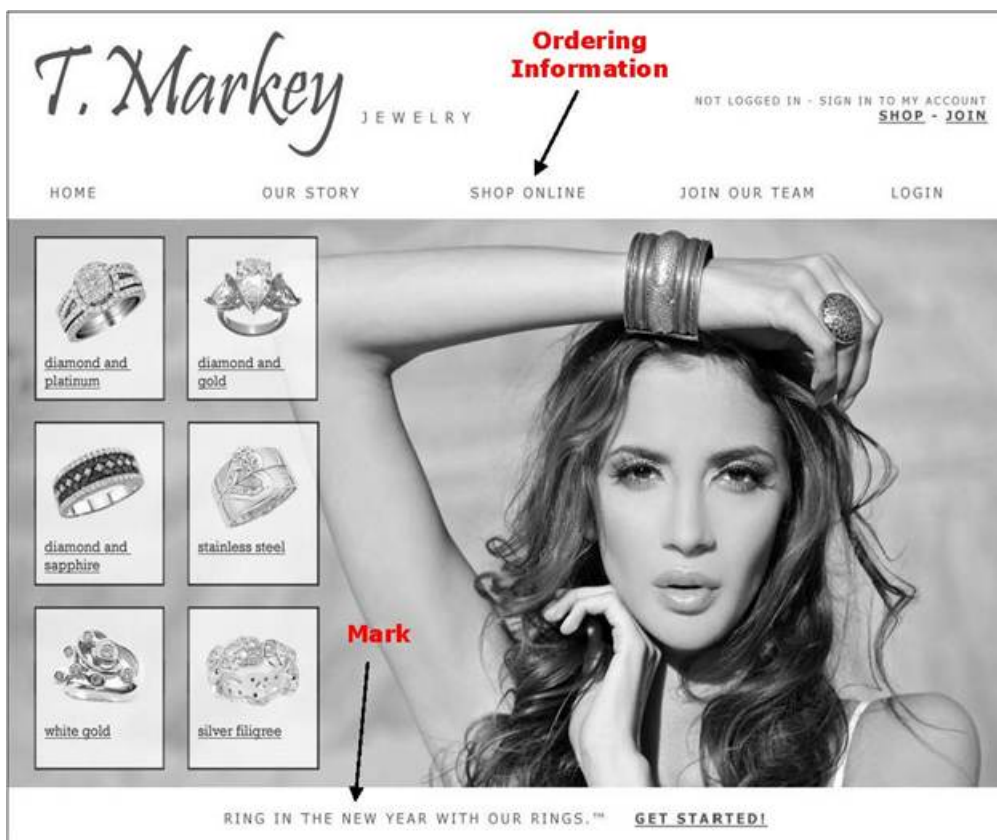 T. Markey
JEWELRY
Ordering
Information
NOT LOGGED IN - SIGN IN TO MY ACCOUNT
SHOP - JOIN
HOME OUR STORY SHOP ONLINE JOIN OUR TEAM LOGIN
diamond and
platinum
diamond and
gold
diamond and
sapphire
stainless steel
white gold
silver filigree
Mark
RING IN THE NEW YEAR WITH OUR RINGS.™ GET STARTED!